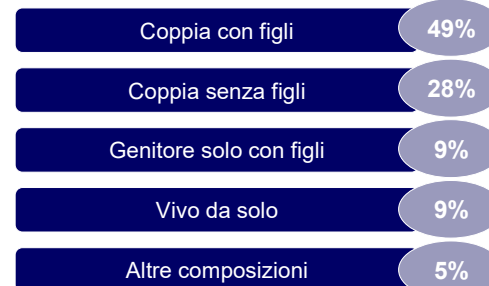 Coppia con figli 49%
Coppia senza figli 28%
Genitore solo con figli 9%
Vivo da solo 9%
Altre composizioni 5%